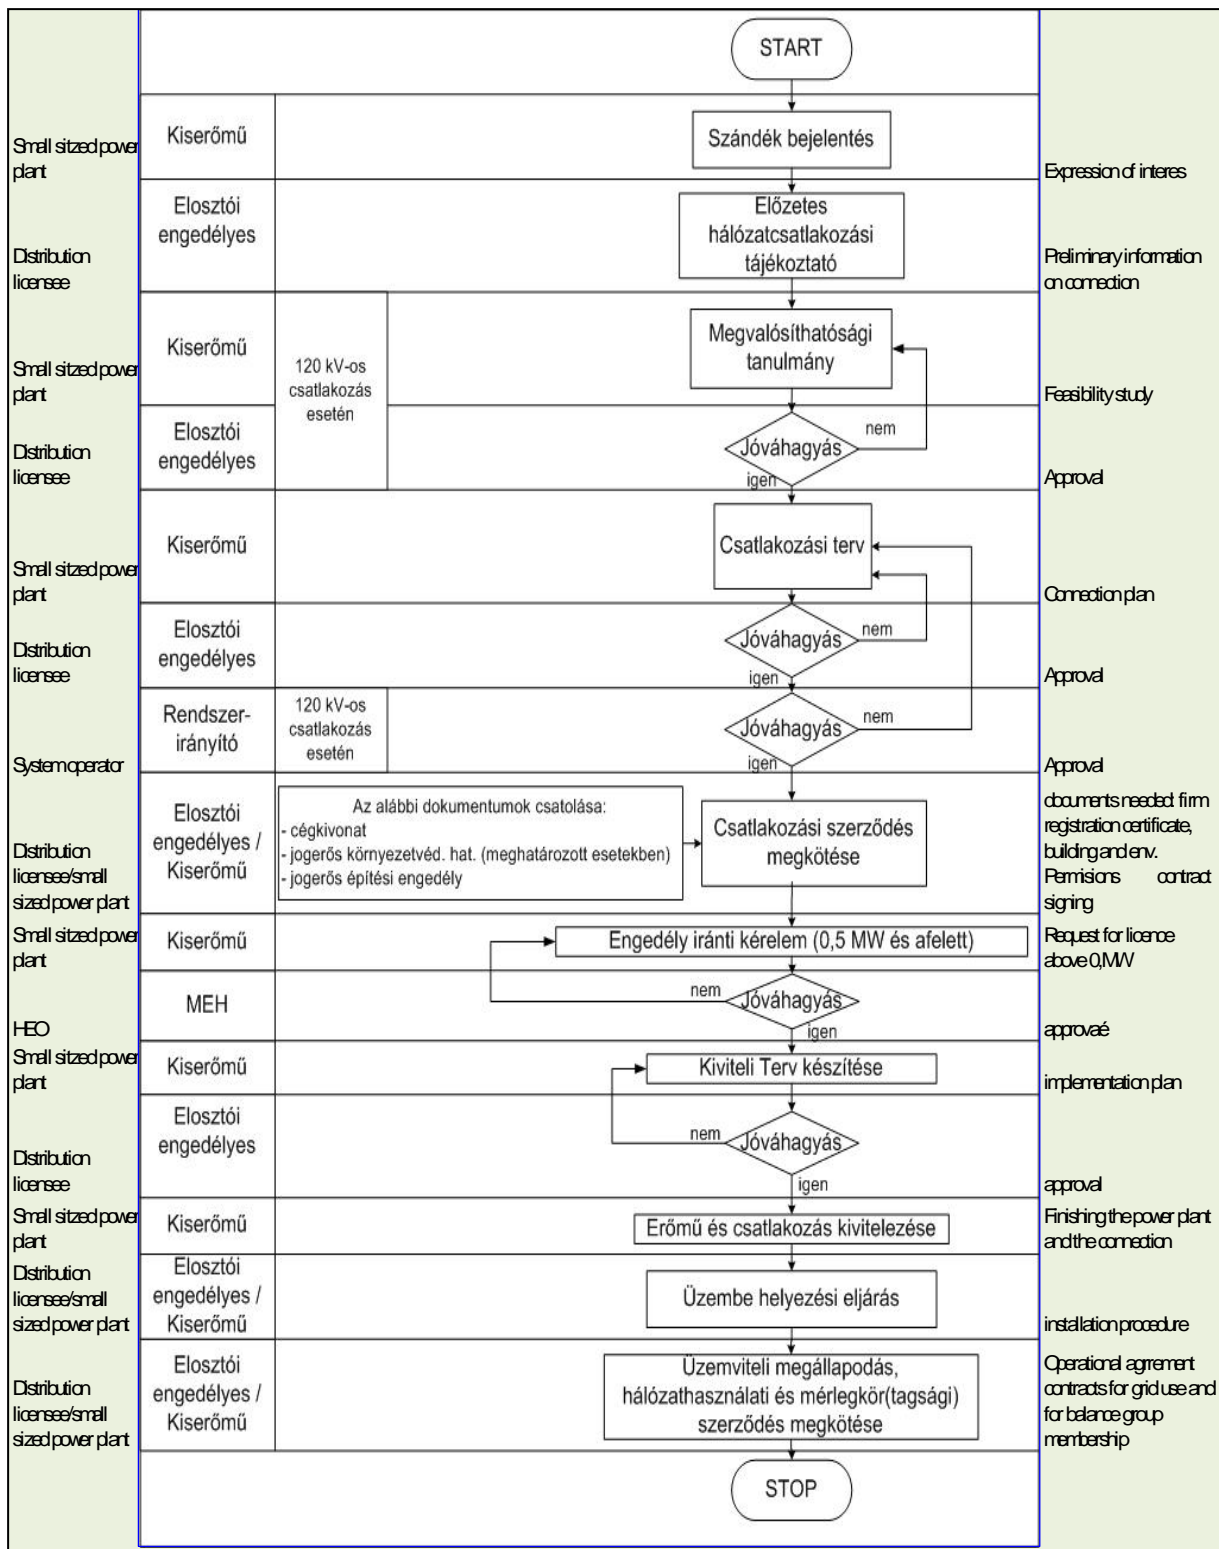 START
Small sitzed power
plant
Kiserőmű
Szándék bejelentés
Expression of interes
Distribution
licensee
Elosztói
engedélyes
Előzetes
hálózatcsatlakozási
tájékoztató
Preliminary information
on connection
Small sitzed power
plant
Kiserőmű
120 kV-os
csatlakozás
esetén
Megvalósíthatósági
tanulmány
Feasibility study
Distribution
licensee
Elosztói
engedélyes
Jóváhagyás
nem
igen
Approval
Small sitzed power
plant
Kiserőmű
Csatlakozási terv
Connection plan
Distribution
licensee
Elosztói
engedélyes
Jóváhagyás
nem
igen
Approval
System operator
Rendszer-
irányító
120 kV-os
csatlakozás
esetén
Jóváhagyás
nem
igen
Approval
Distribution
licensee/small
sized power plant
Elosztói
engedélyes /
Kiserőmű
Az alábbi dokumentumok csatolása:
- cégkivonat
- jogerős környezetvéd. hat. (meghatározott esetekben)
- jogerős építési engedély
Csatlakozási szerződés
megkötése
documents needed: firm
registration certificate,
building and env.
Permisions contract
signing
Small sitzed power
plant
Kiserőmű
Engedély iránti kérelem (0,5 MW és afelett)
Request for licence
above 0,MW
HEO
MEH
nem
Jóváhagyás
igen
approvaé
Small sitzed power
plant
Kiserőmű
Kiviteli Terv készítése
implementation plan
Distribution
licensee
Elosztói
engedélyes
nem
Jóváhagyás
igen
approval
Small sitzed power
plant
Kiserőmű
Erőmű és csatlakozás kivitelezése
Finishing the power plant
and the connection
Distribution
licensee/small
sized power plant
Elosztói
engedélyes /
Kiserőmű
Üzembe helyezési eljárás
installation procedure
Distribution
licensee/small
sized power plant
Elosztói
engedélyes /
Kiserőmű
Üzemviteli megállapodás,
hálózathasználati és mérlegkör(tagsági)
szerződés megkötése
Operational agrrement
contracts for grid use and
for balance group
membership
STOP